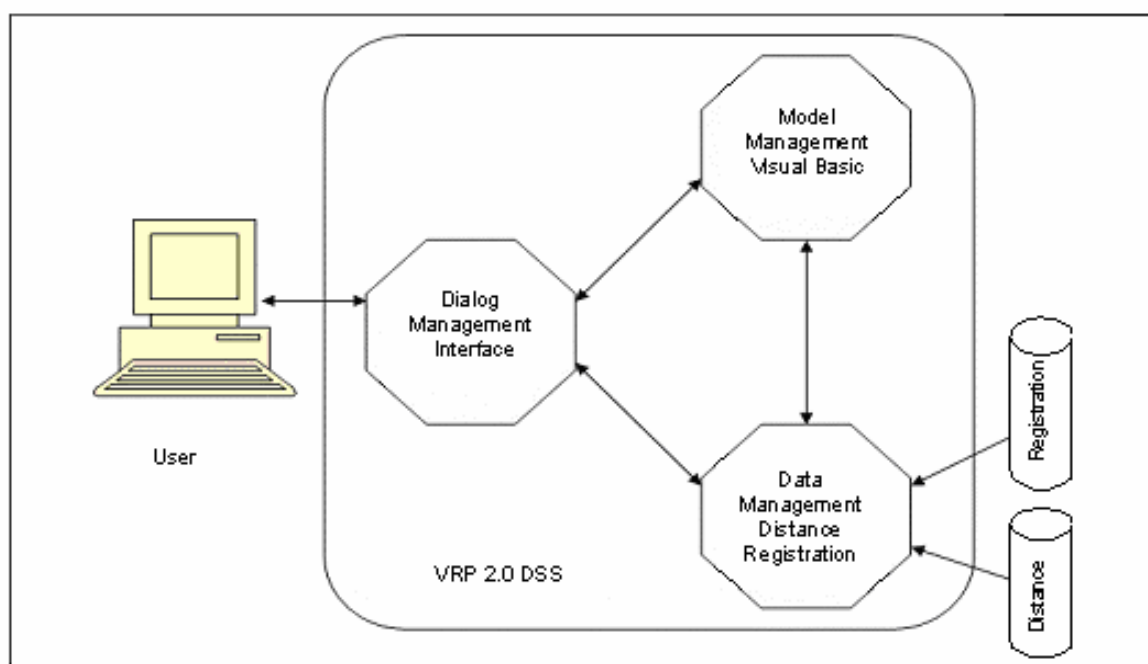 Model
Management
Visual Basic
Dialog
Management
Interface
User
Data
Management
Distance
Registration
VRP 2.0 DSS
Registration
Distance